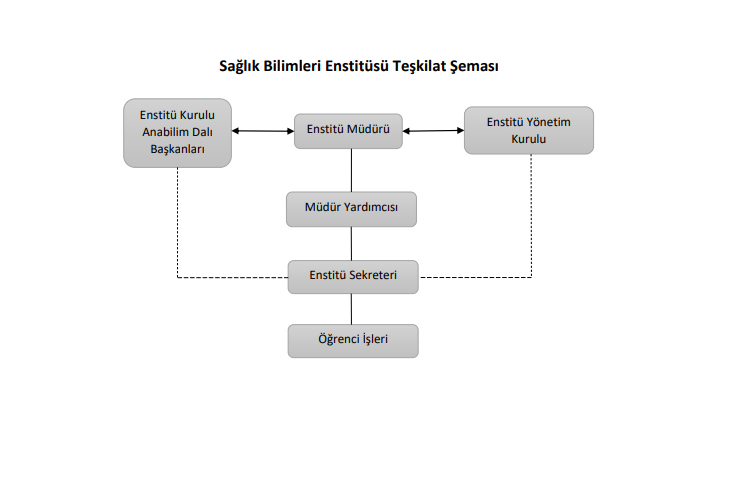 Sağlık Bilimleri Enstitüsü Teşkilat Şeması
Enstitü Kurulu
Anabilim Dalı
Başkanları
Enstitü Müdürü
Enstitü Yönetim
Kurulu
Müdür Yardımcısı
Enstitü Sekreteri
Öğrenci İşleri